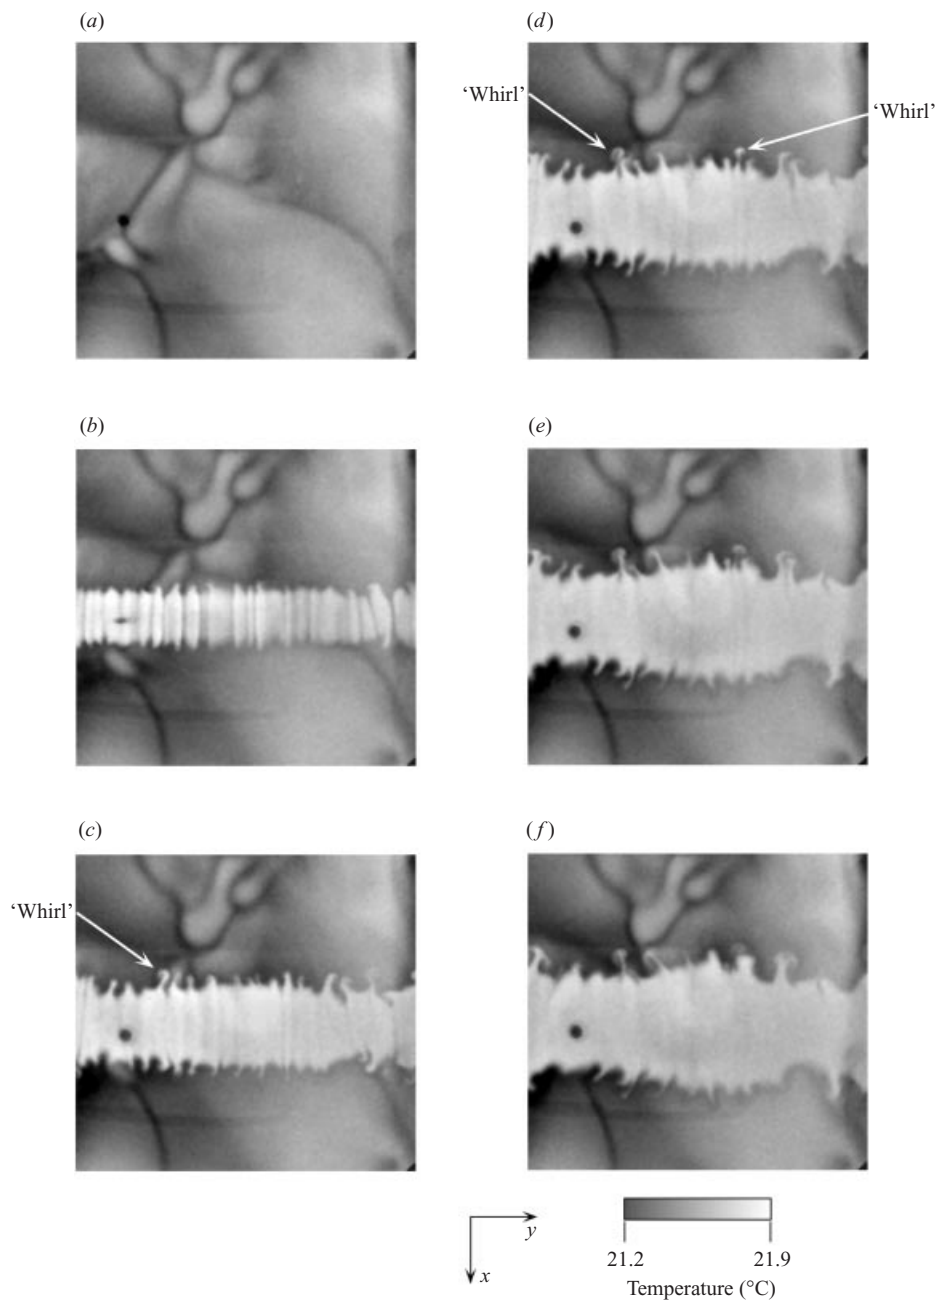 (a)
(d)
‘Whirl’
‘Whirl’
(b)
(e)
(c)
(f)
‘Whirl’
y
x
21.2 21.9
Temperature (°C)